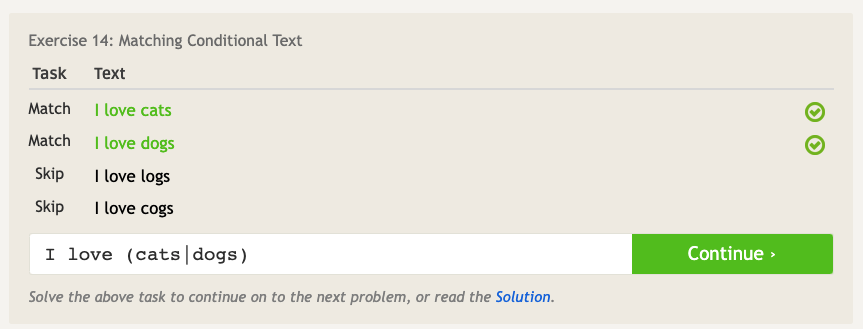 Exercise 14: Matching Conditional Text
Task Text
Match I love cats
Match I love dogs
Skip I love logs
Skip I love cogs
I love (cats|dogs)
Continue ›
Solve the above task to continue on to the next problem, or read the Solution.